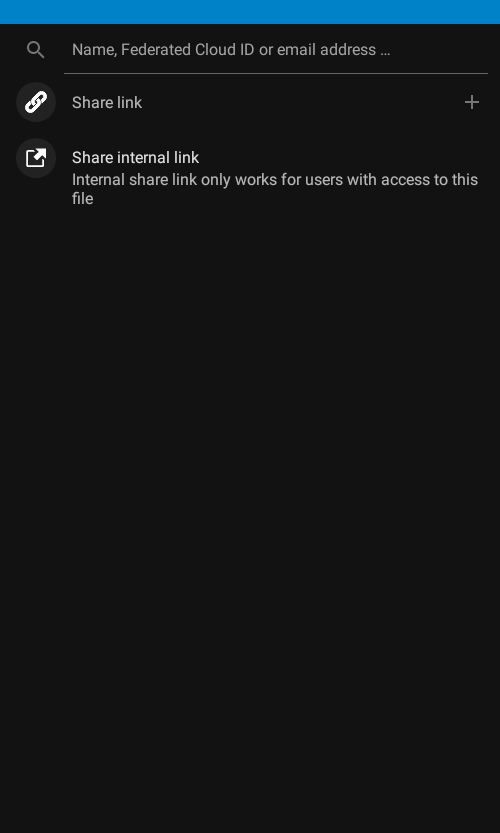 Name, Federated Cloud ID or email address …
Share link
Share internal link
Internal share link only works for users with access to this
file